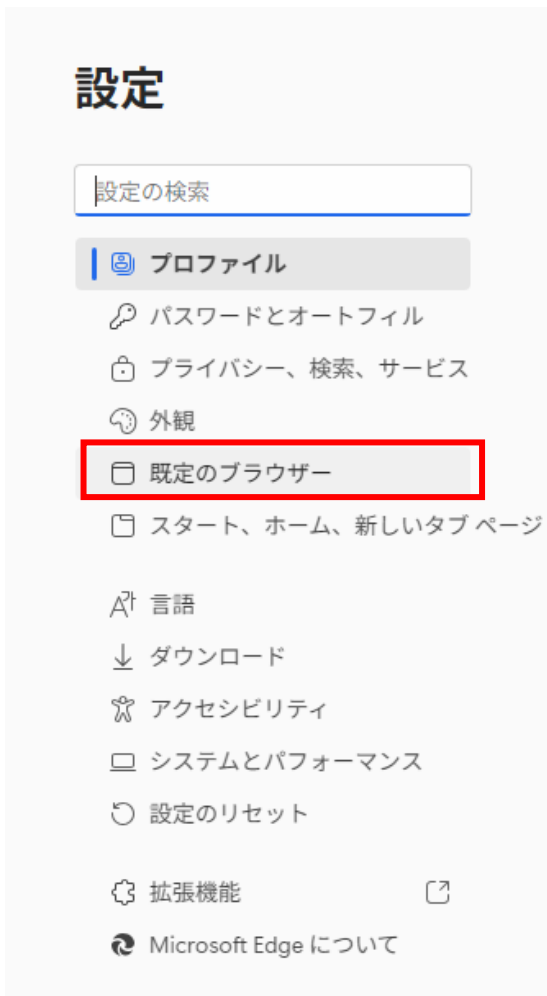 設定
設定の検索
プロファイル
パスワードとオートフィル
プライバシー、検索、サービス
外観
既定のブラウザー
スタート、ホーム、新しいタブ ページ
言語
ダウンロード
アクセシビリティ
システムとパフォーマンス
設定のリセット
拡張機能
Microsoft Edge について